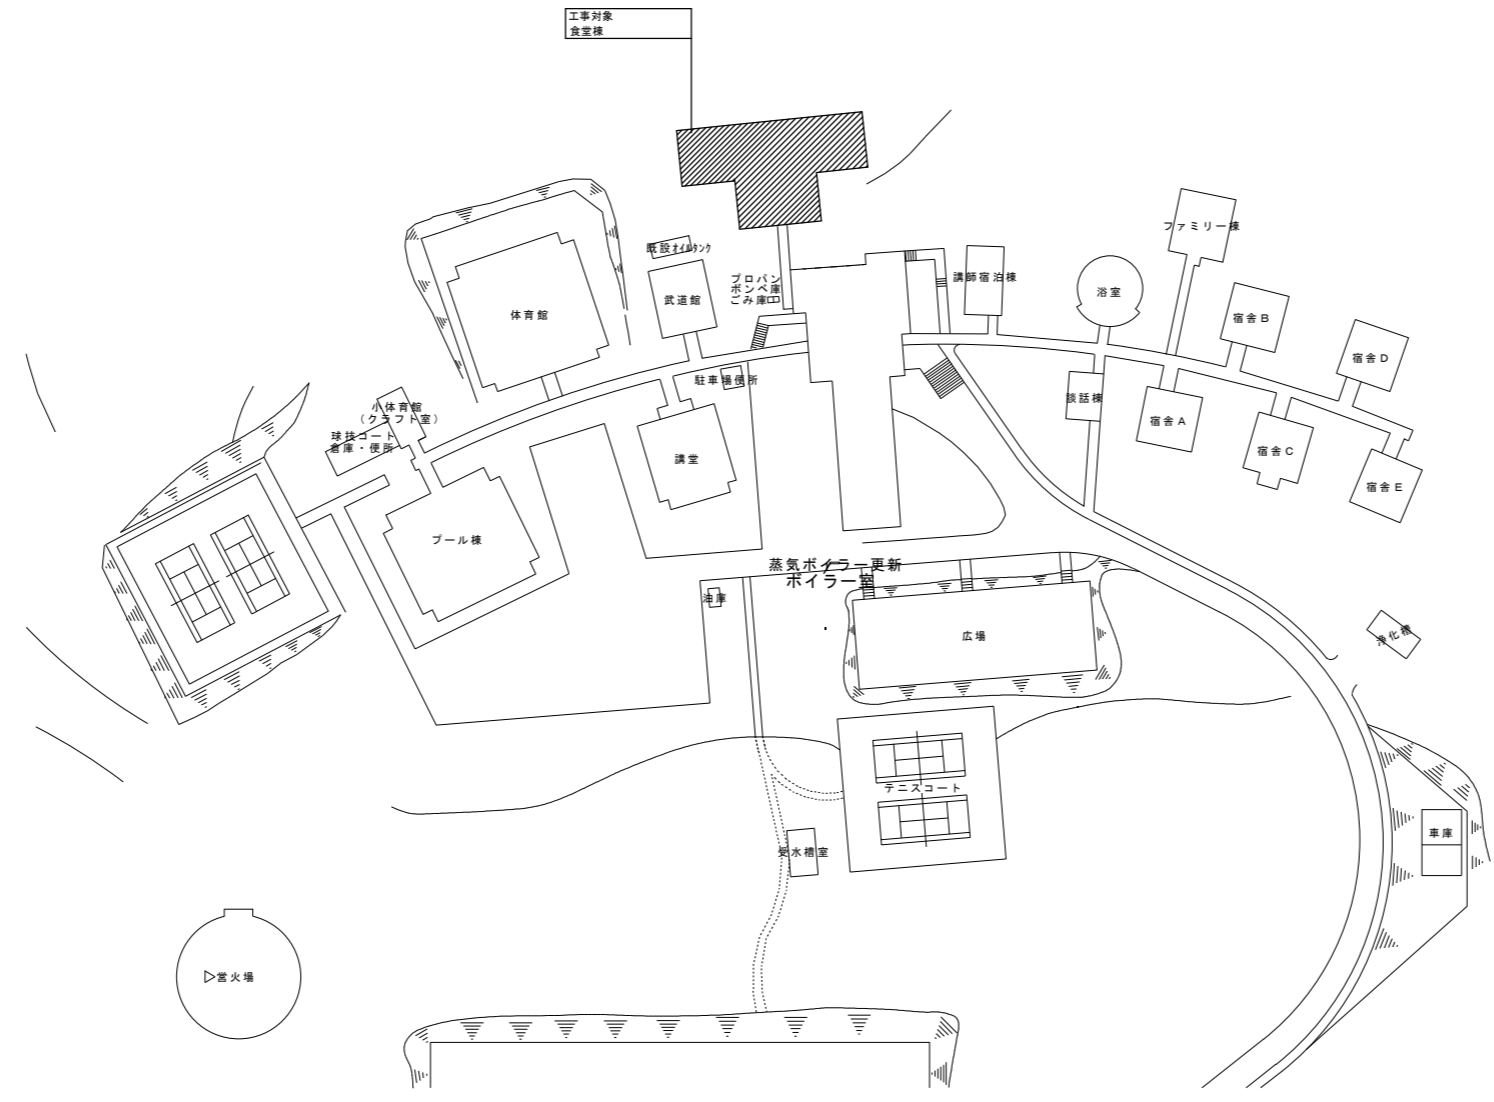 工事対象
食堂棟
ファミリー棟
既設オイルタンク
講師宿泊棟
プロパン
ボンベ庫
ごみ庫
浴室
武道館
体育館
宿舎B
宿舎D
駐車場便所
談話棟
小体育館
(クラフト室)
宿舎A
球技コート
倉庫・便所
宿舎C
講堂
宿舎E
プール棟
蒸気ボイラー更新
ボイラー室
油庫
広場
浄化槽
テニスコート
車庫
受水槽室
営火場